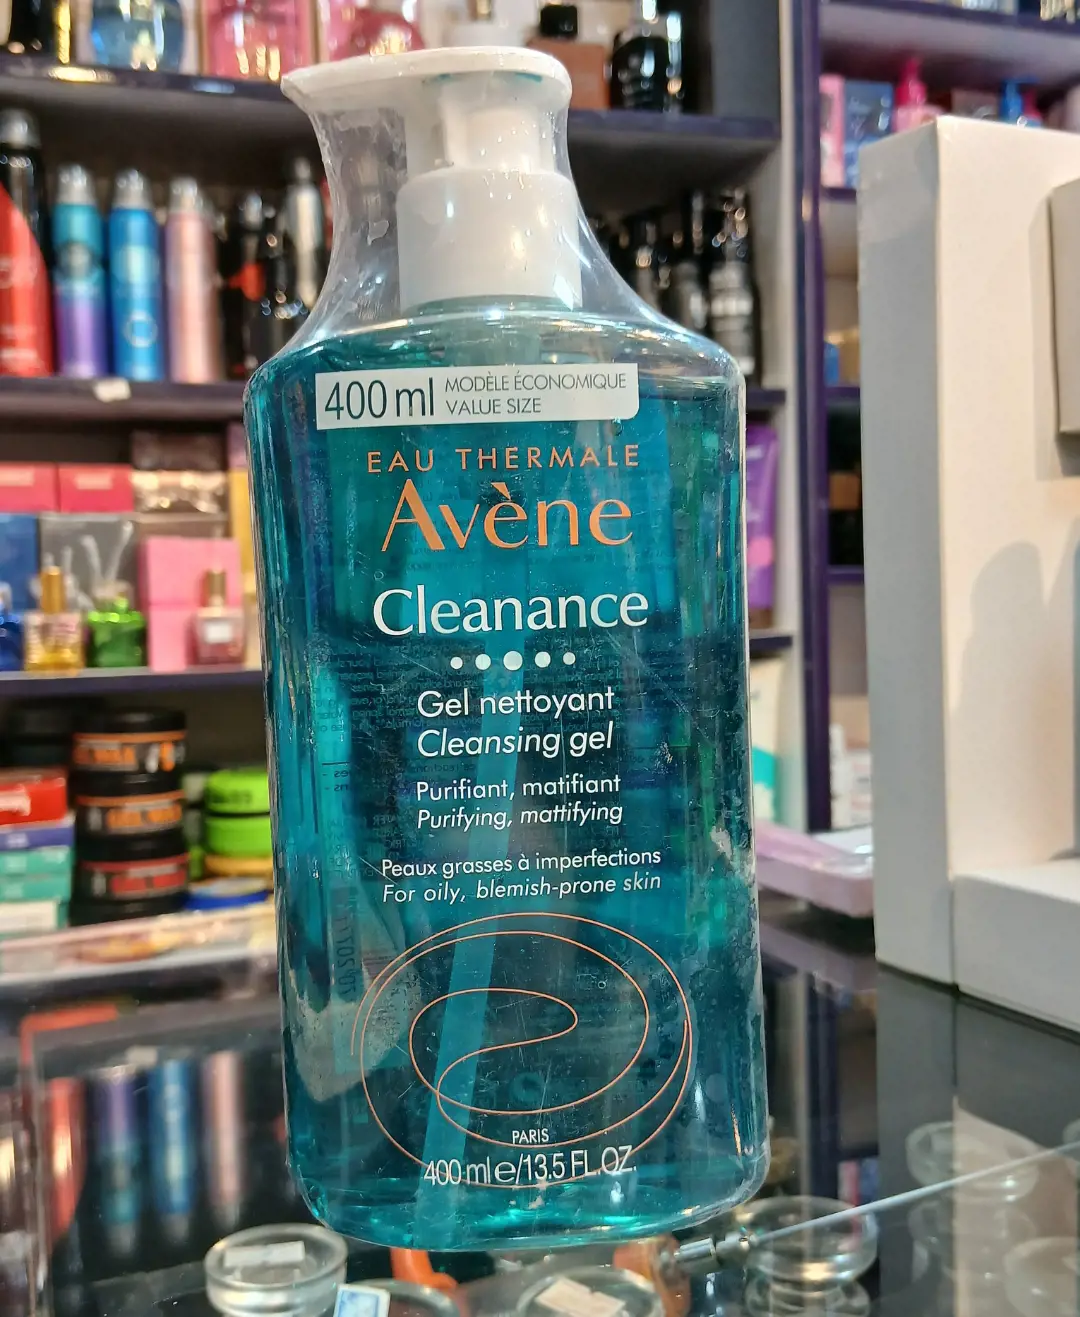 400 ml
MODÈLE ÉCONOMIQUE
VALUE SIZE
EAU THERMALE
Avène
Cleanance
Gel nettoyant
Cleansing gel
Purifiant, matifiant
Purifying, mattifying
Peaux grasses à imperfections
For oily, blemish-prone skin
PARIS
400 ml e/13.5 FL.OZ.